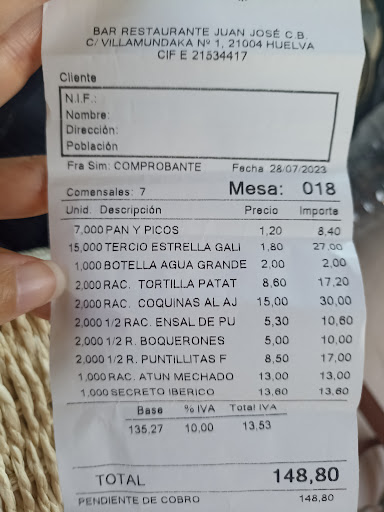 BAR RESTAURANTE JUAN JOSÉ C.B.
C/ VILLAMUNDAKA Nº 1, 21004 HUELVA
CIF E 21534417
Cliente
N.I.F.:
Nombre:
Dirección:
Población
Fra Sim: COMPROBANTE Fecha 28/07/2023
Comensales: 7 Mesa: 018
Unid. Descripción Precio Importe
7,000 PAN Y PICOS 1,20 8,40
15,000 TERCIO ESTRELLA GALI 1,80 27,00
1,000 BOTELLA AGUA GRANDE 2,00 2,00
2,000 RAC. TORTILLA PATAT 8,60 17,20
2,000 RAC. COQUINAS AL AJ 15,00 30,00
2,000 1/2 RAC. ENSAL DE PU 5,30 10,60
2,000 1/2 R. BOQUERONES 5,00 10,00
2,000 1/2 R. PUNTILLITAS F 8,50 17,00
1,000 RAC. ATUN MECHADO 13,00 13,00
1,000 SECRETO IBERICO 13,60 13,60
Base % IVA Total IVA
135,27 10,00 13,53
TOTAL 148,80
PENDIENTE DE COBRO 148,80